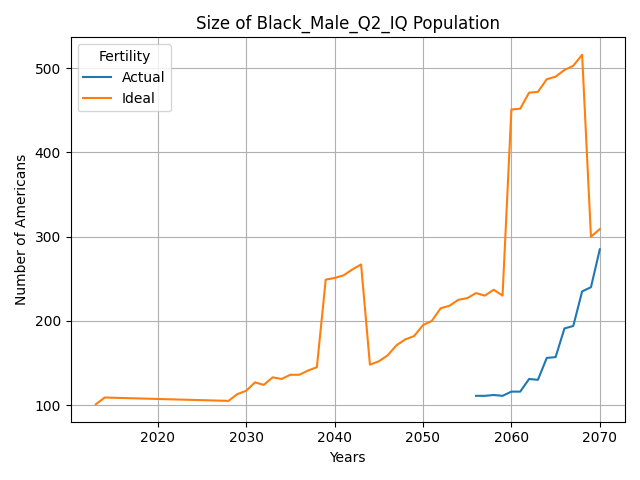 Size of Black_Male_Q2_IQ Population
Fertility
Actual
Ideal
Number of Americans
500
400
300
200
100
2020 2030 2040 2050 2060 2070
Years